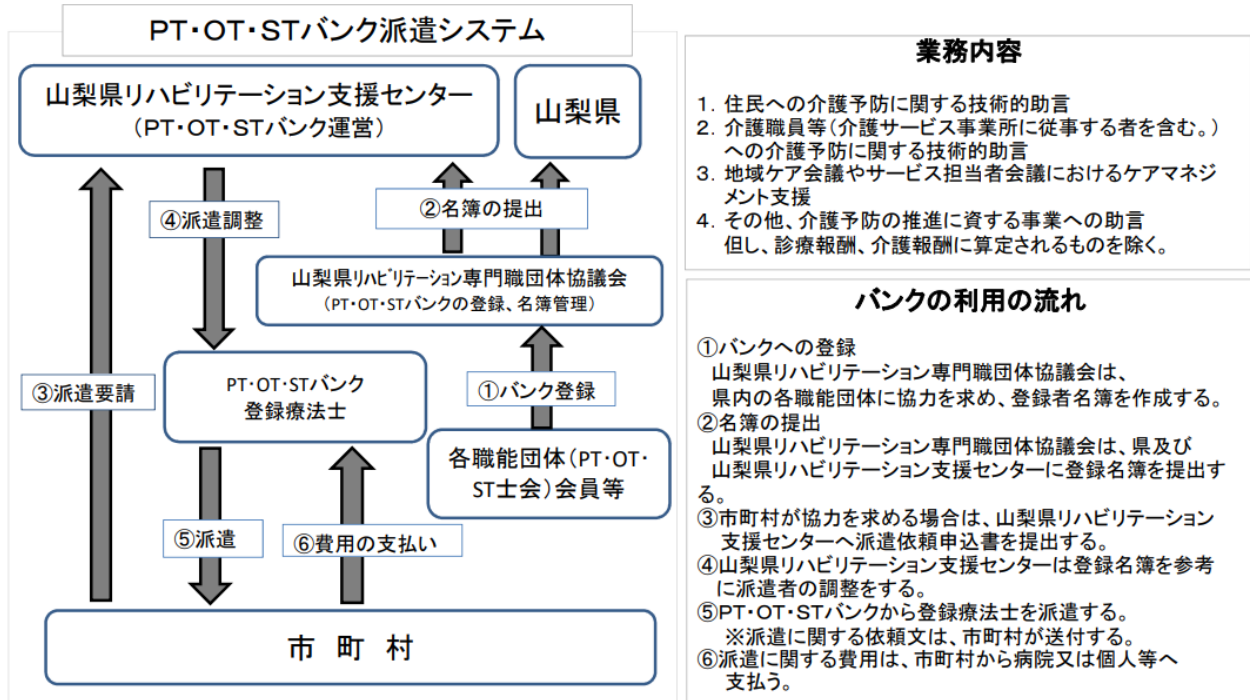 PT・OT・STバンク派遣システム
山梨県リハビリテーション支援センター
(PT・OT・STバンク運営)
山梨県
④派遣調整
②名簿の提出
山梨県リハビリテーション専門職団体協議会
(PT・OT・STバンクの登録、名簿管理)
③派遣要請
PT・OT・STバンク
登録療法士
①バンク登録
各職能団体(PT・OT・
ST士会)会員等
⑤派遣
⑥費用の支払い
市 町 村
業務内容
1. 住民への介護予防に関する技術的助言
2. 介護職員等(介護サービス事業所に従事する者を含む。)
への介護予防に関する技術的助言
3. 地域ケア会議やサービス担当者会議におけるケアマネジ
メント支援
4. その他、介護予防の推進に資する事業への助言
但し、診療報酬、介護報酬に算定されるものを除く。
バンクの利用の流れ
①バンクへの登録
山梨県リハビリテーション専門職団体協議会は、
県内の各職能団体に協力を求め、登録者名簿を作成する。
②名簿の提出
山梨県リハビリテーション専門職団体協議会は、県及び
山梨県リハビリテーション支援センターに登録名簿を提出す
る。
③市町村が協力を求める場合は、山梨県リハビリテーション
支援センターへ派遣依頼申込書を提出する。
④山梨県リハビリテーション支援センターは登録名簿を参考
に派遣者の調整をする。
⑤PT・OT・STバンクから登録療法士を派遣する。
※派遣に関する依頼文は、市町村が送付する。
⑥派遣に関する費用は、市町村から病院又は個人等へ
支払う。